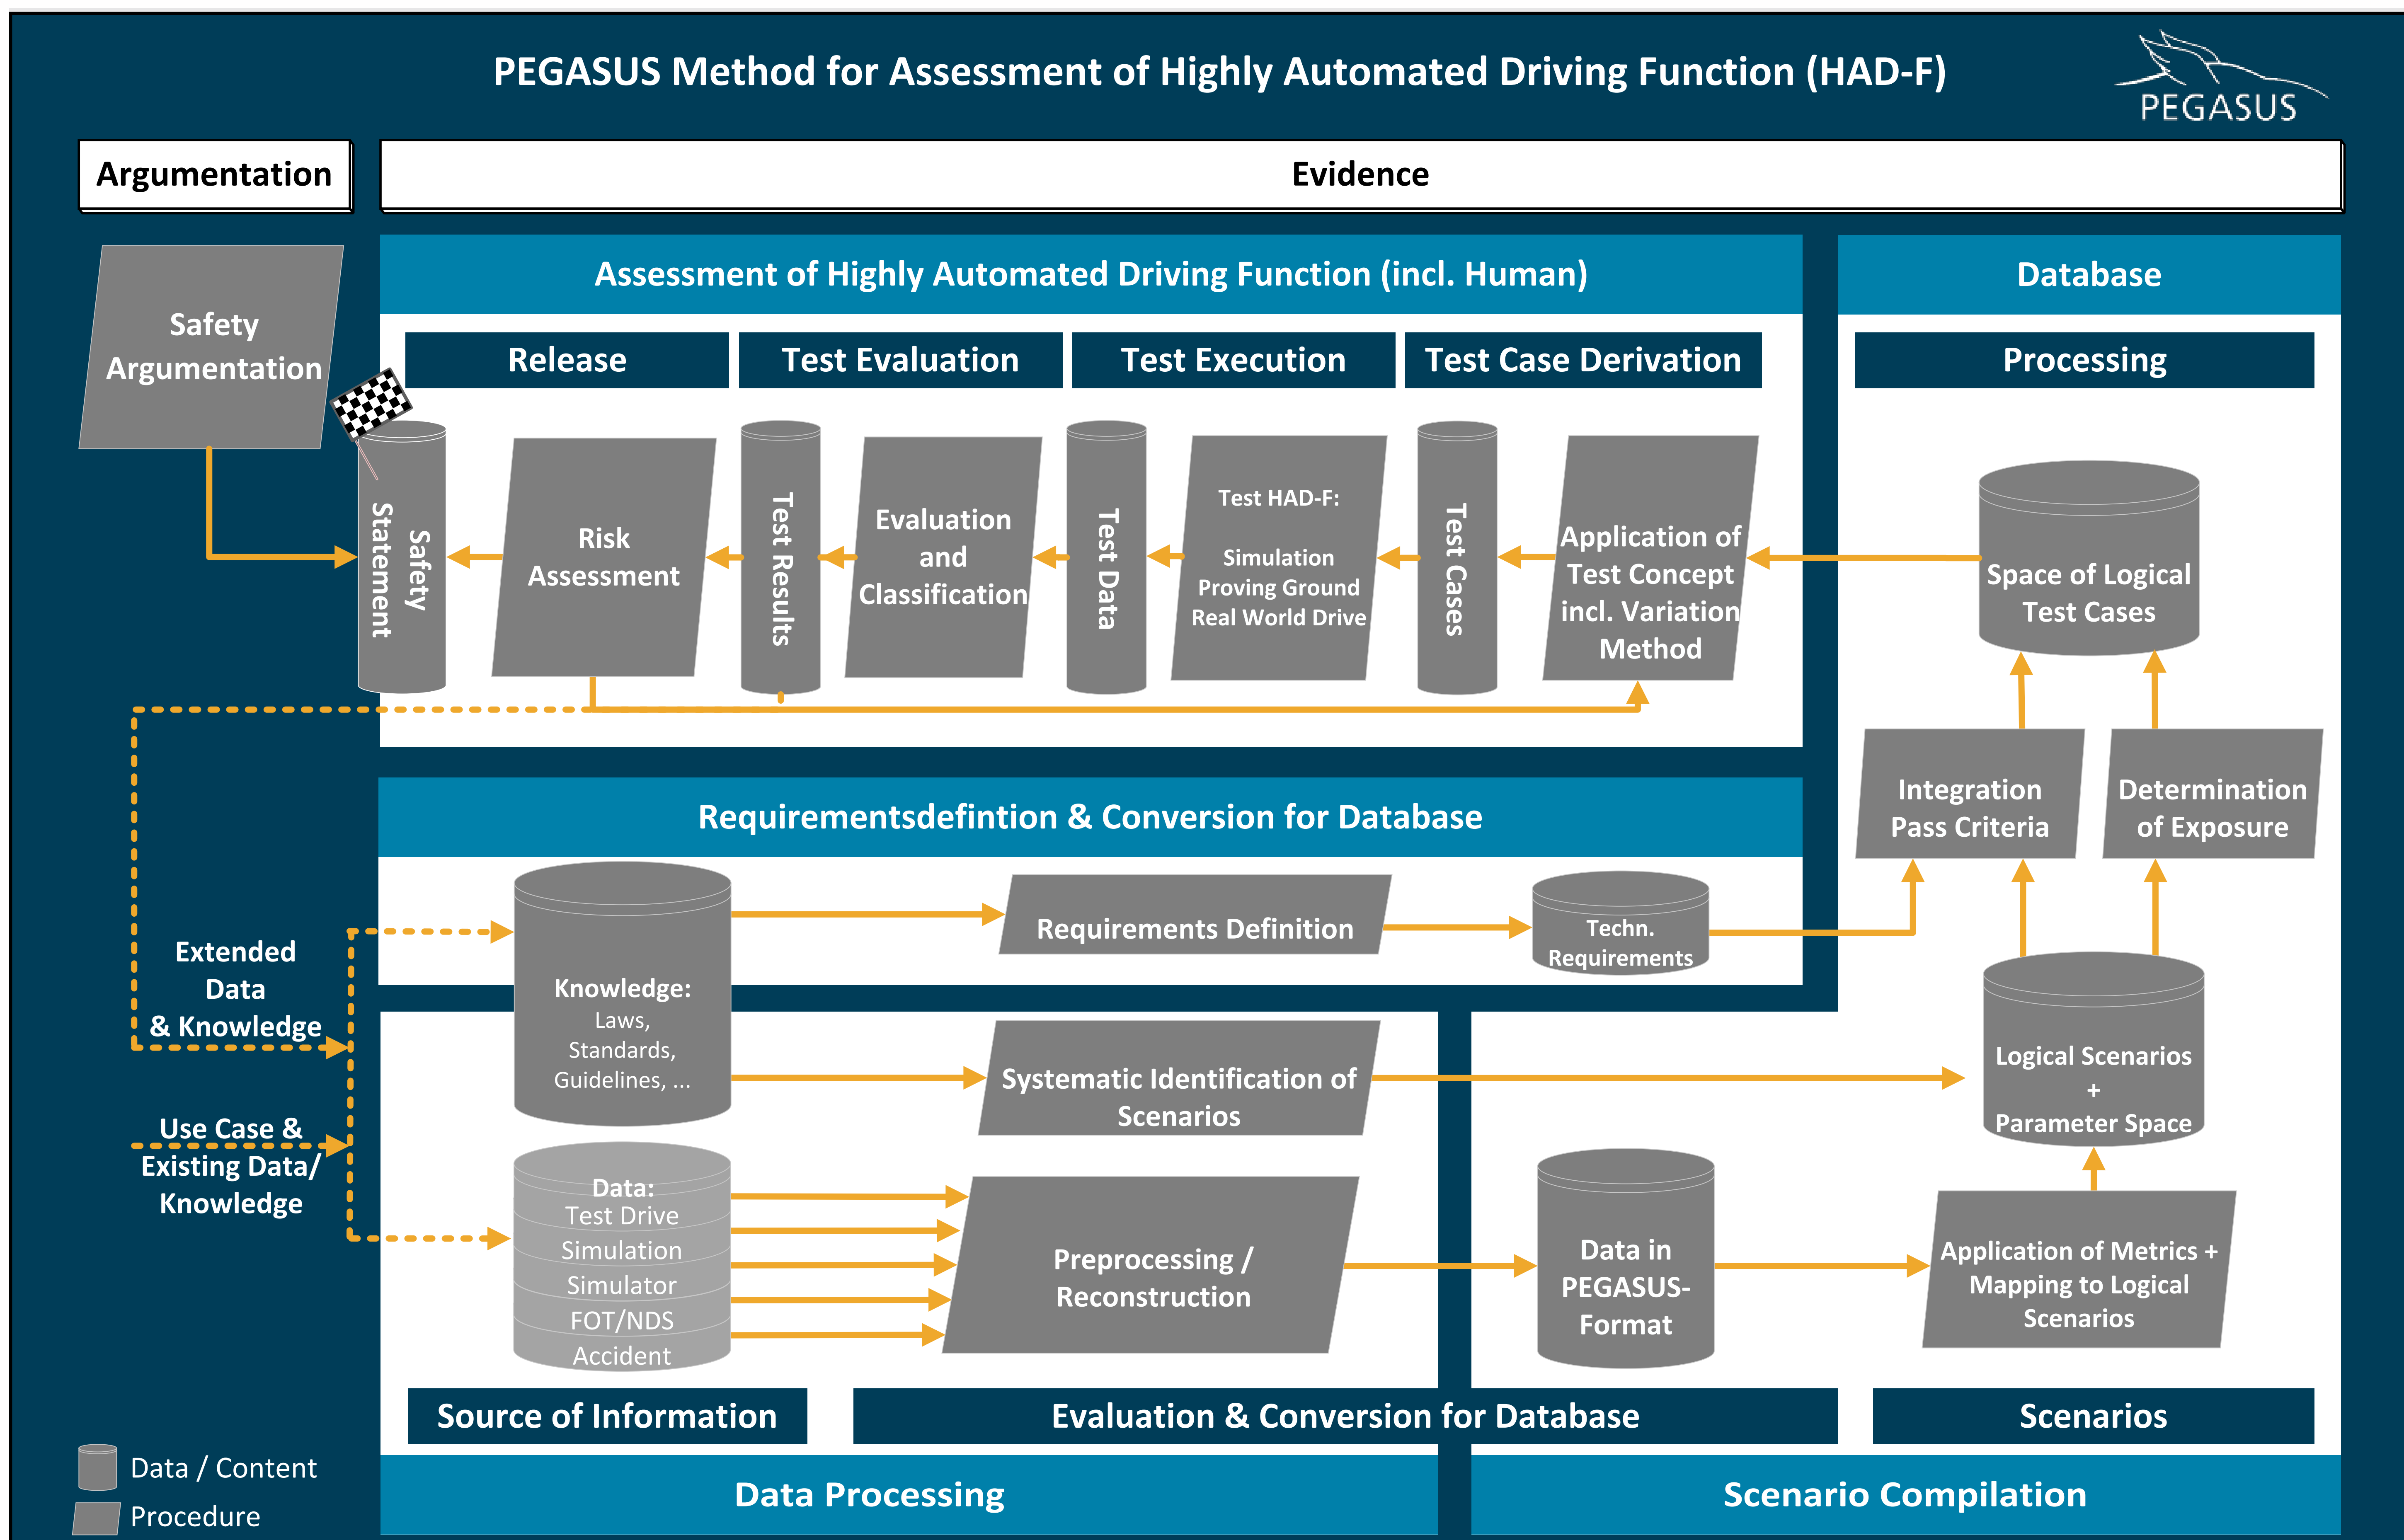 PEGASUS Method for Assessment of Highly Automated Driving Function (HAD-F)
PEGASUS
Argumentation
Evidence
Safety
Argumentation
Assessment of Highly Automated Driving Function (incl. Human)
Database
Release
Test Evaluation
Test Execution
Test Case Derivation
Processing
Safety
Statement
Risk
Assessment
Test Results
Evaluation
and
Classification
Test Data
Test HAD-F:
Simulation
Proving Ground
Real World Drive
Test Cases
Application of
Test Concept
incl. Variation
Method
Space of Logical
Test Cases
Integration
Pass Criteria
Determination
of Exposure
Requirementsdefintion & Conversion for Database
Requirements Definition
Techn.
Requirements
Extended
Data
& Knowledge
Knowledge:
Laws,
Standards,
Guidelines, ...
Systematic Identification of
Scenarios
Logical Scenarios
+
Parameter Space
Use Case &
Existing Data/
Knowledge
Data:
Test Drive
Simulation
Simulator
FOT/NDS
Accident
Preprocessing /
Reconstruction
Data in
PEGASUS-
Format
Application of Metrics +
Mapping to Logical
Scenarios
Source of Information
Evaluation & Conversion for Database
Scenarios
Data / Content
Procedure
Data Processing
Scenario Compilation